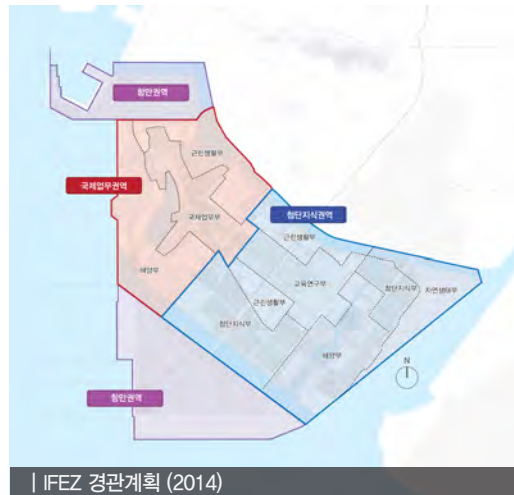 항만권역
근린생활부
국제업무권역
국제업무부
첨단지식권역
근린생활부
해양부
교육연구부
첨단지식부
자연생태부
근린생활부
첨단지식부
해양부
N
항만권역
| IFEZ 경관계획 (2014)